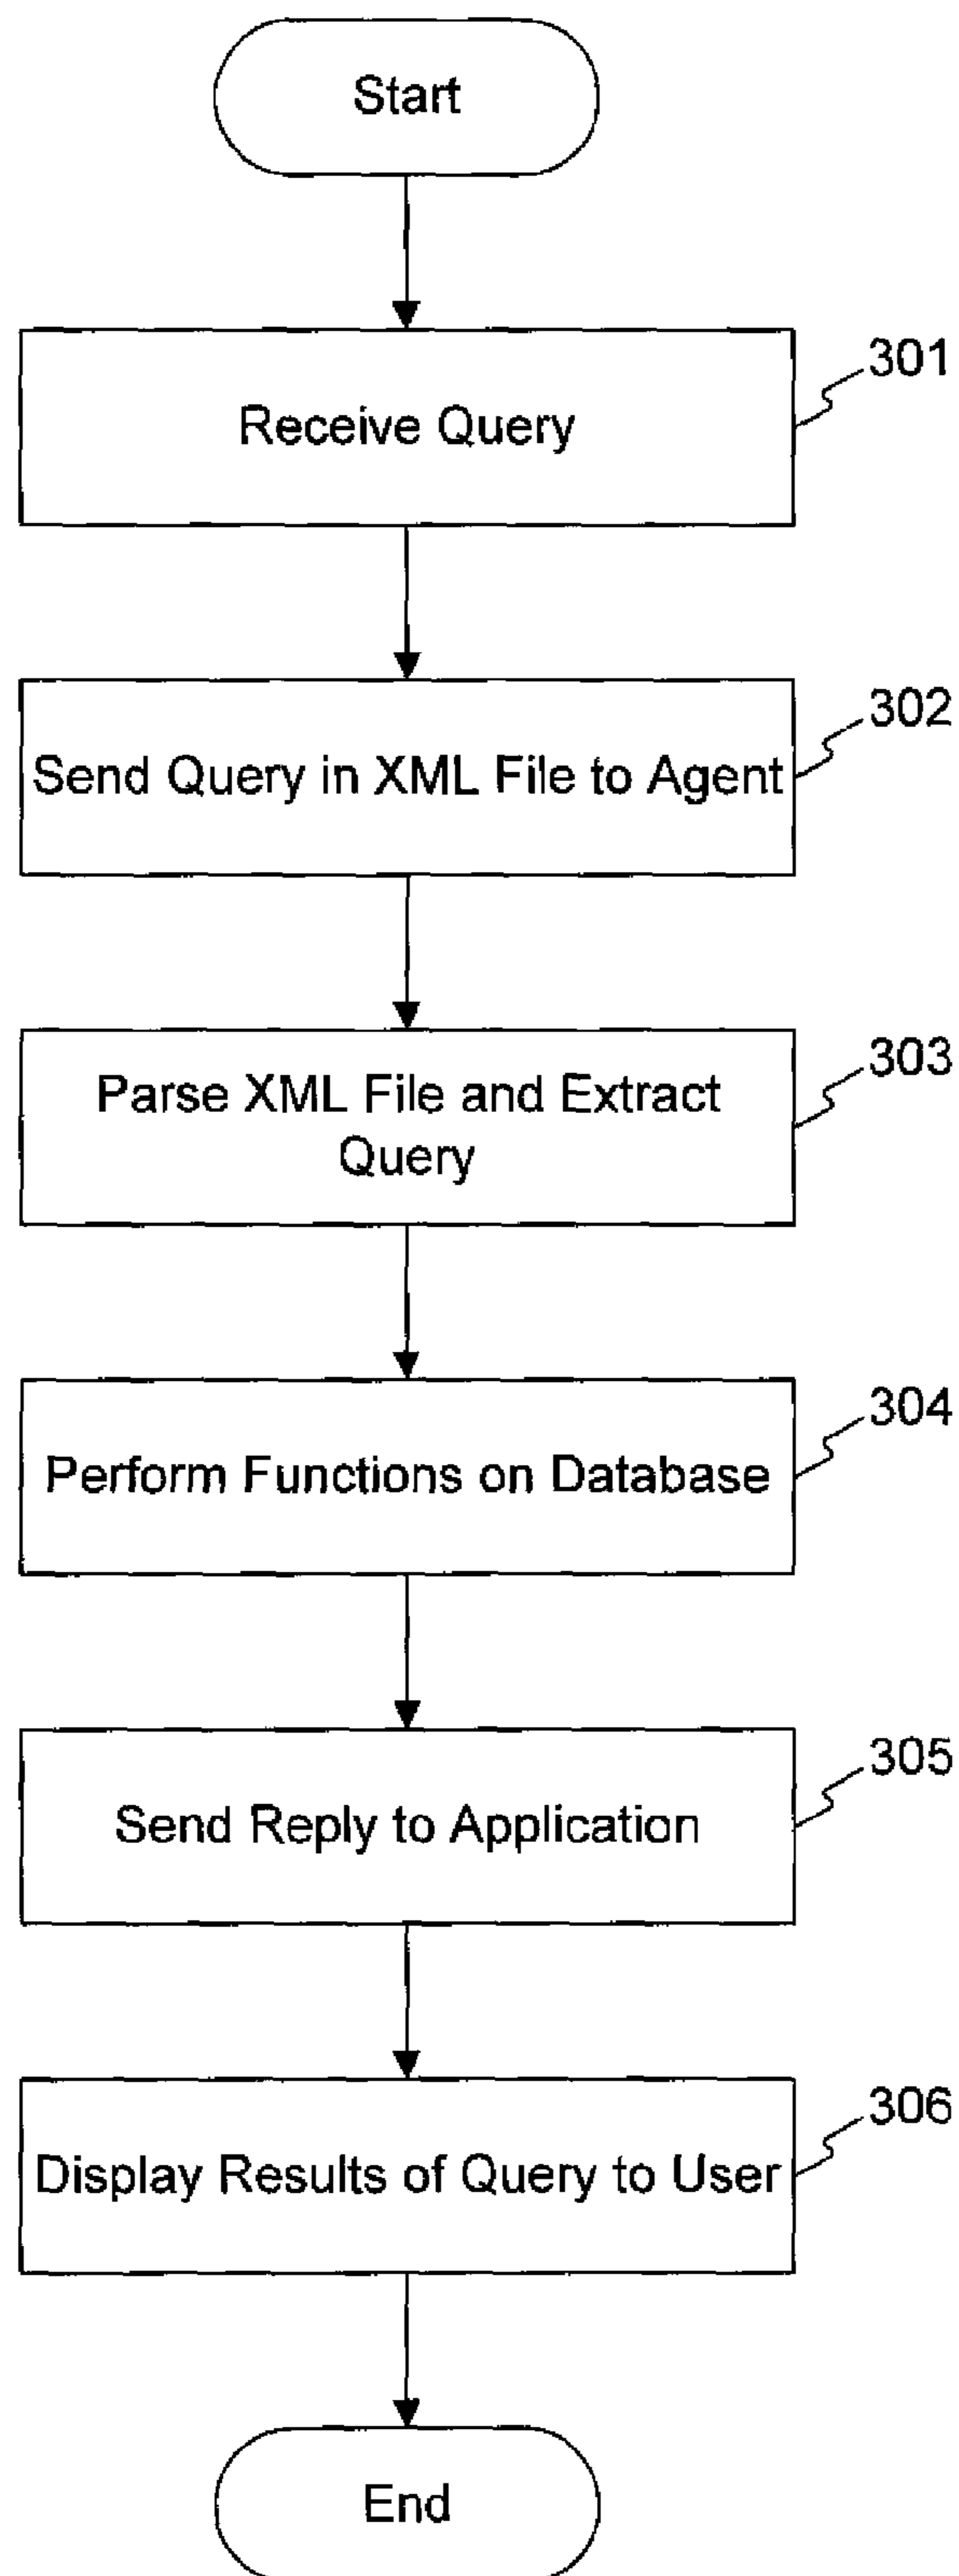 Start
301
Receive Query
302
Send Query in XML File to Agent
303
Parse XML File and Extract
Query
304
Perform Functions on Database
305
Send Reply to Application
306
Display Results of Query to User
End